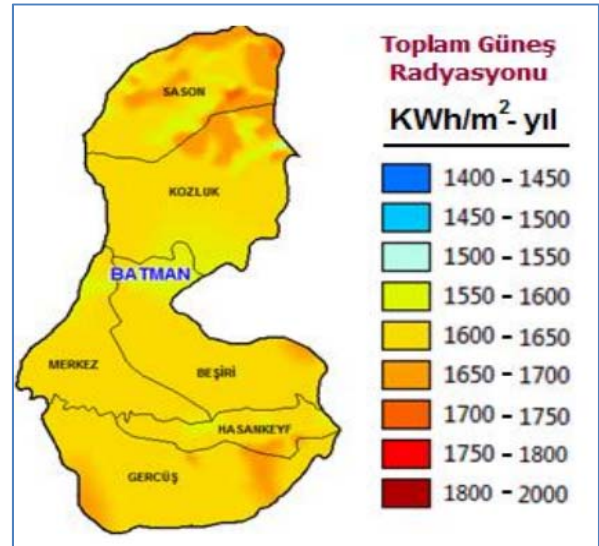 SASON
KOZLUK
BATMAN
MERKEZ
BEŞİRİ
HASANKEYF
GERCÜŞ
Toplam Güneş
Radyasyonu
KWh/m²- yıl
1400 - 1450
1450 - 1500
1500 - 1550
1550 - 1600
1600 - 1650
1650 - 1700
1700 - 1750
1750 - 1800
1800 - 2000